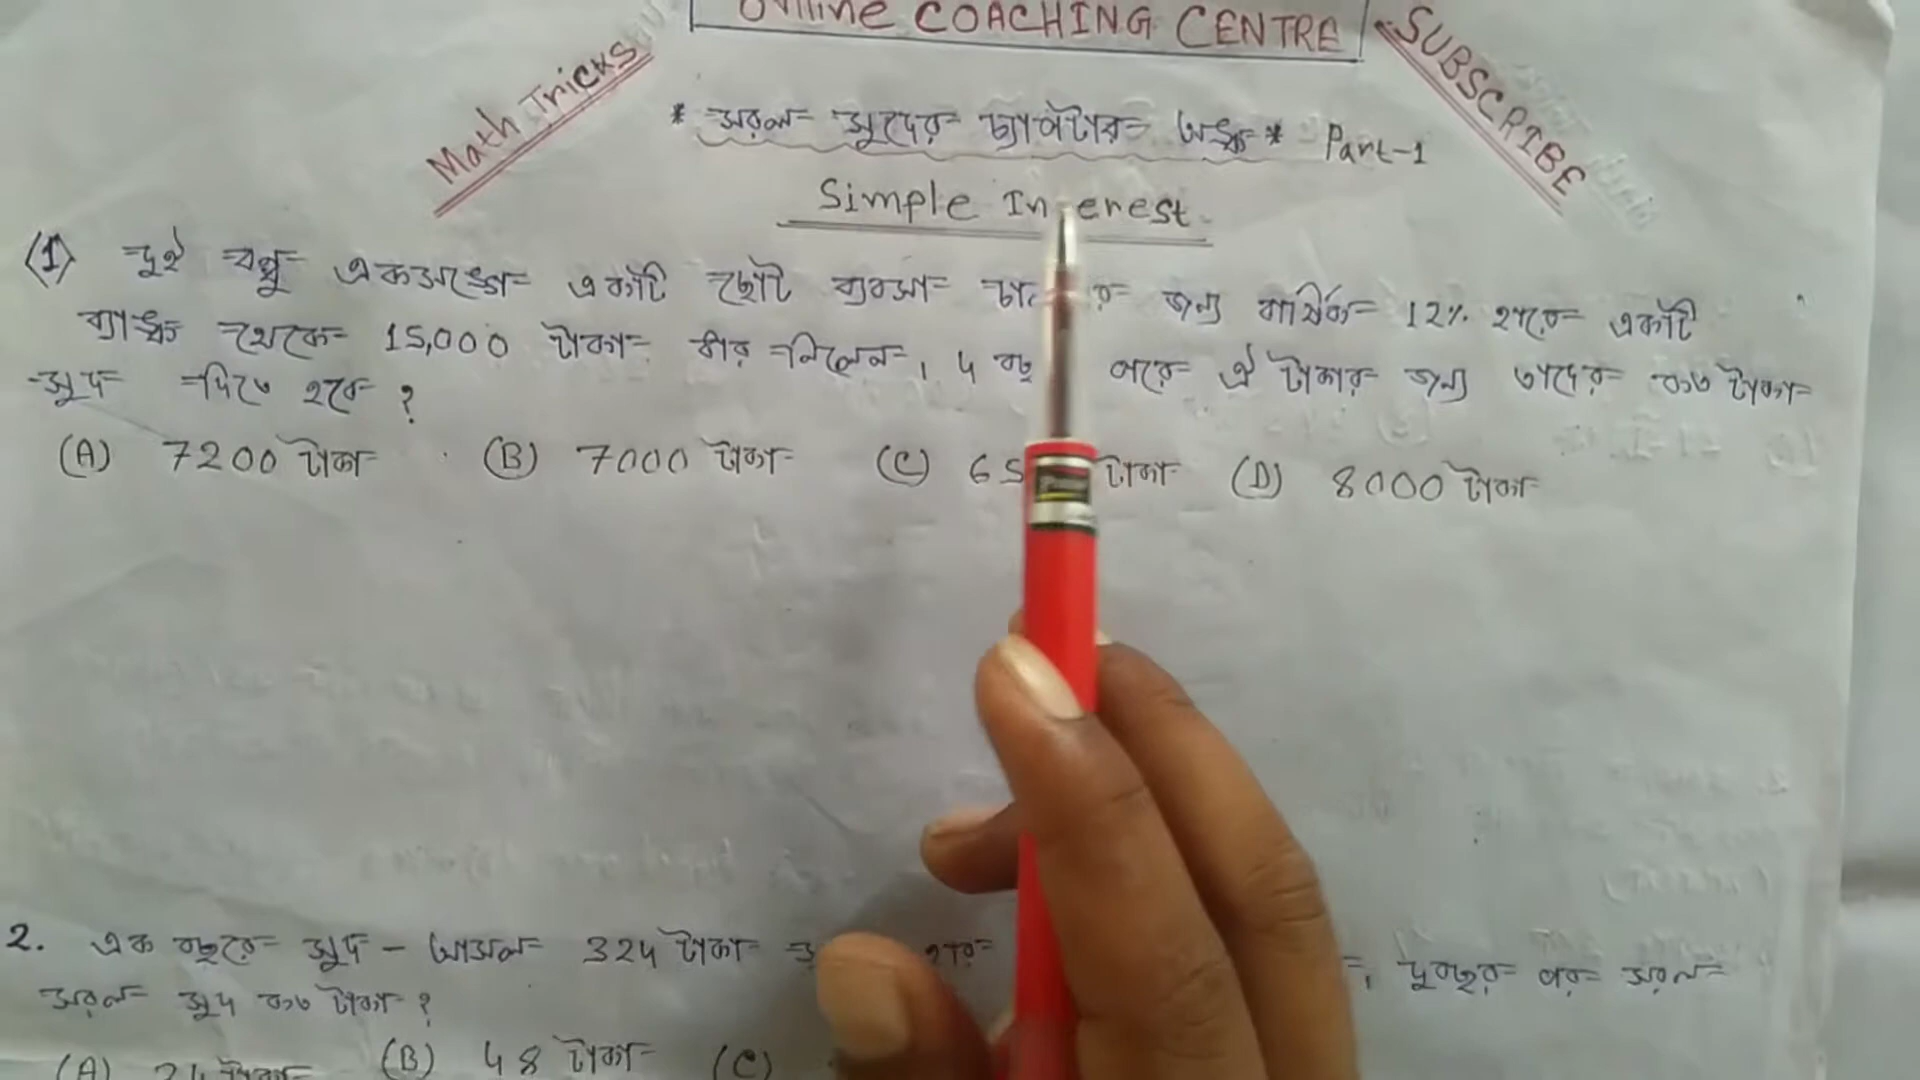 Online COACHING CENTRE
Math Tricks
SUBSCRIBE
* সরল সুদের চ্যাপ্টার অঙ্ক * Part-1
Simple Interest
(1) দুই বন্ধু একসঙ্গে একটি ছোট ব্যবসা জন্য বার্ষিক 12% হারে একটি
ব্যাঙ্ক থেকে 15,000 টাকা ধার নিলেন, 4 পরে ঐ টাকার জন্য তাদের কত টাকা
সুদ দিতে হবে ?
(A) 7200 টাকা (B) 7000 টাকা (C) 65 টাকা (D) 8000 টাকা
2. এক বছরে সুদ - আসল 324 টাকা দুবছর পর সরল
সরল সুদ কত টাকা ?
(A) 24 টাকা (B) 48 টাকা (C)